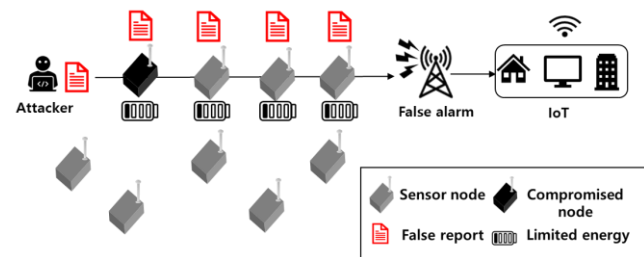 Attacker
False alarm
IoT
Sensor node
Compromised
node
False report
Limited energy